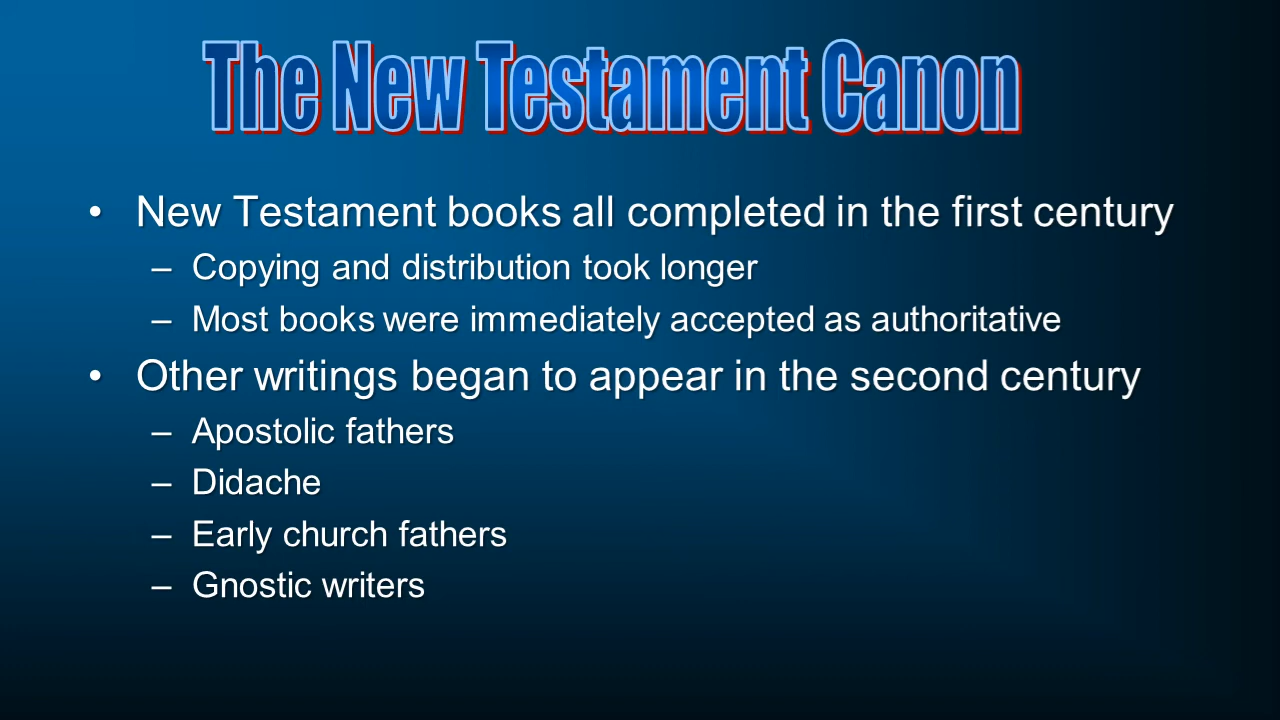 The New Testament Canon
• New Testament books all completed in the first century
– Copying and distribution took longer
– Most books were immediately accepted as authoritative
• Other writings began to appear in the second century
– Apostolic fathers
– Didache
– Early church fathers
– Gnostic writers